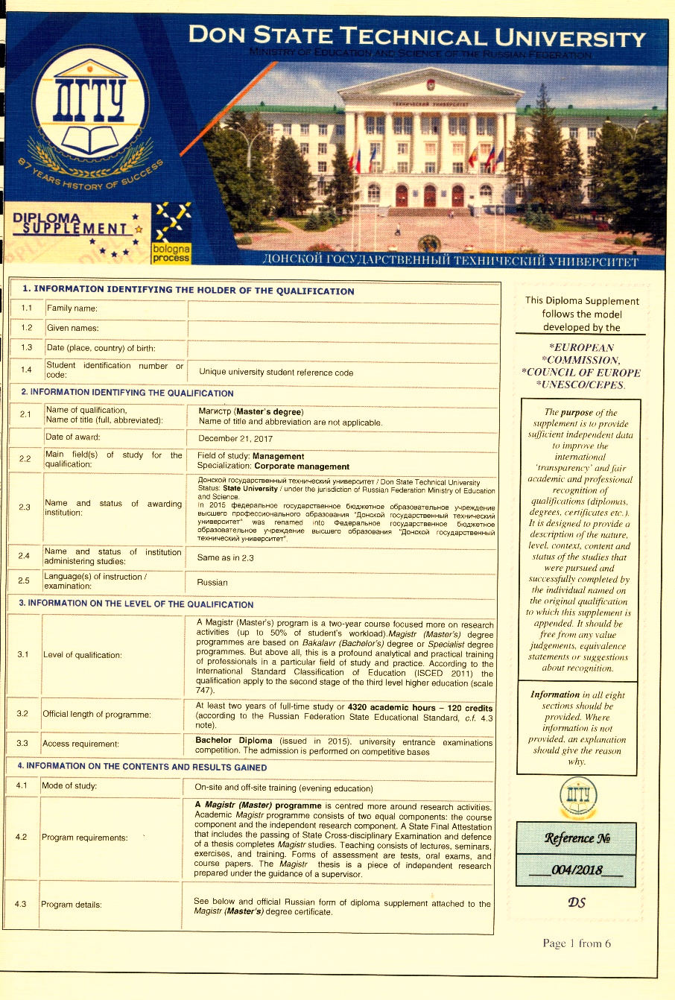 DON STATE TECHNICAL UNIVERSITY
MINISTRY OF EDUCATION AND SCIENCE OF THE RUSSIAN FEDERATION
ДГТУ
87 YEARS HISTORY OF SUCCESS
ТЕХНИЧЕСКИЙ УНИВЕРСИТЕТ
DIPLOMA
SUPPLEMENT
bologna
process
ДОНСКОЙ ГОСУДАРСТВЕННЫЙ ТЕХНИЧЕСКИЙ УНИВЕРСИТЕТ
1. INFORMATION IDENTIFYING THE HOLDER OF THE QUALIFICATION
1.1 Family name:
1.2 Given names:
1.3 Date (place, country) of birth:
1.4 Student identification number or
code:
Unique university student reference code
2. INFORMATION IDENTIFYING THE QUALIFICATION
2.1 Name of qualification,
Name of title (full, abbreviated):
Магистр (Master's degree)
Name of title and abbreviation are not applicable.
Date of award: December 21, 2017
2.2 Main field(s) of study for the
qualification:
Field of study: Management
Specialization: Corporate management
2.3 Name and status of awarding
institution:
Донской государственный технический университет / Don State Technical University
Status: State University / under the jurisdiction of Russian Federation Ministry of Education
and Science.
In 2015 федеральное государственное бюджетное образовательное учреждение
высшего профессионального образования "Донской государственный технический
университет" was renamed into Федеральное государственное бюджетное
образовательное учреждение высшего образования "Донской государственный
технический университет".
2.4 Name and status of institution
administering studies:
Same as in 2.3
2.5 Language(s) of instruction /
examination:
Russian
3. INFORMATION ON THE LEVEL OF THE QUALIFICATION
3.1 Level of qualification:
A Magistr (Master's) program is a two-year course focused more on research
activities (up to 50% of student's workload).Magistr (Master's) degree
programmes are based on Bakalavr (Bachelor's) degree or Specialist degree
programmes. But above all, this is a profound analytical and practical training
of professionals in a particular field of study and practice. According to the
International Standard Classification of Education (ISCED 2011) the
qualification apply to the second stage of the third level higher education (scale
747).
3.2 Official length of programme:
At least two years of full-time study or 4320 academic hours – 120 credits
(according to the Russian Federation State Educational Standard, c.f. 4.3
note).
3.3 Access requirement:
Bachelor Diploma (issued in 2015), university entrance examinations
competition. The admission is performed on competitive bases
4. INFORMATION ON THE CONTENTS AND RESULTS GAINED
4.1 Mode of study: On-site and off-site training (evening education)
4.2 Program requirements:
A Magistr (Master) programme is centred more around research activities.
Academic Magistr programme consists of two equal components: the course
component and the independent research component. A State Final Attestation
that includes the passing of State Cross-disciplinary Examination and defence
of a thesis completes Magistr studies. Teaching consists of lectures, seminars,
exercises, and training. Forms of assessment are tests, oral exams, and
course papers. The Magistr thesis is a piece of independent research
prepared under the guidance of a supervisor.
4.3 Program details:
See below and official Russian form of diploma supplement attached to the
Magistr (Master's) degree certificate.
This Diploma Supplement
follows the model
developed by the
*EUROPEAN
*COMMISSION,
*COUNCIL OF EUROPE
*UNESCO/CEPES.
The purpose of the
supplement is to provide
sufficient independent data
to improve the
international
'transparency' and fair
academic and professional
recognition of
qualifications (diplomas,
degrees, certificates etc.).
It is designed to provide a
description of the nature,
level, context, content and
status of the studies that
were pursued and
successfully completed by
the individual named on
the original qualification
to which this supplement is
appended. It should be
free from any value
judgements, equivalence
statements or suggestions
about recognition.
Information in all eight
sections should be
provided. Where
information is not
provided, an explanation
should give the reason
why.
ДГТУ
Reference №
___004/2018___
DS
Page 1 from 6